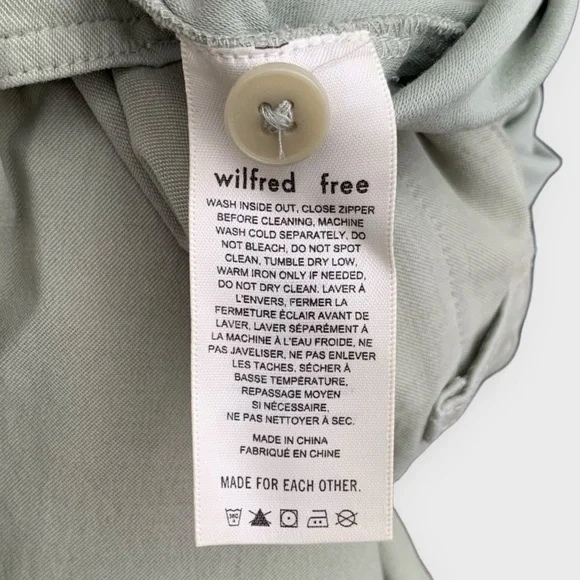 wilfred free
WASH INSIDE OUT, CLOSE ZIPPER
BEFORE CLEANING, MACHINE
WASH COLD SEPARATELY, DO
NOT BLEACH, DO NOT SPOT
CLEAN, TUMBLE DRY LOW,
WARM IRON ONLY IF NEEDED,
DO NOT DRY CLEAN. LAVER À
L'ENVERS, FERMER LA
FERMETURE ÉCLAIR AVANT DE
LAVER, LAVER SÉPARÉMENT À
LA MACHINE À L'EAU FROIDE, NE
PAS JAVELISER, NE PAS ENLEVER
LES TACHES, SÉCHER À
BASSE TEMPÉRATURE,
REPASSAGE MOYEN
SI NÉCESSAIRE,
NE PAS NETTOYER À SEC.
MADE IN CHINA
FABRIQUÉ EN CHINE
MADE FOR EACH OTHER.